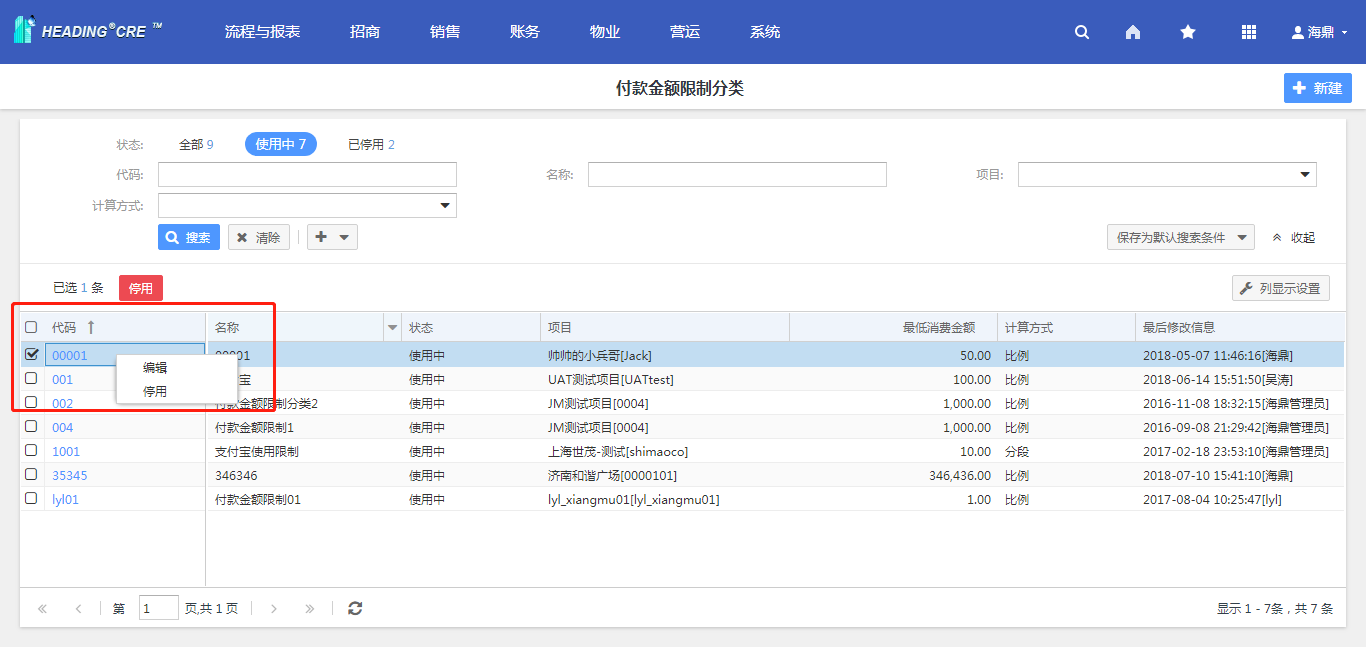 HEADING®CRE ™ 流程与报表 招商 销售 账务 物业 营运 系统 海鼎
付款金额限制分类 新建
状态: 全部 9 使用中 7 已停用 2
代码: 名称: 项目:
计算方式:
搜索 清除 保存为默认搜索条件 收起
已选 1 条 停用 列显示设置
代码 名称 状态 项目 最低消费金额 计算方式 最后修改信息
00001 00001 使用中 帅帅的小兵哥[Jack] 50.00 比例 2018-05-07 11:46:16[海鼎]
编辑
001 宝 使用中 UAT测试项目[UATtest] 100.00 比例 2018-06-14 15:51:50[吴涛]
停用
002 付款金额限制分类2 使用中 JM测试项目[0004] 1,000.00 比例 2016-11-08 18:32:15[海鼎管理员]
004 付款金额限制1 使用中 JM测试项目[0004] 1,000.00 比例 2016-09-08 21:29:42[海鼎管理员]
1001 支付宝使用限制 使用中 上海世茂-测试[shimaoco] 10.00 分段 2017-02-18 23:53:10[海鼎管理员]
35345 346346 使用中 济南和谐广场[0000101] 346,436.00 比例 2018-07-10 15:41:10[海鼎]
lyl01 付款金额限制01 使用中 lyl_xiangmu01[lyl_xiangmu01] 1.00 比例 2017-08-04 10:25:47[lyl]
第 1 页,共 1 页 显示 1 - 7条，共 7 条